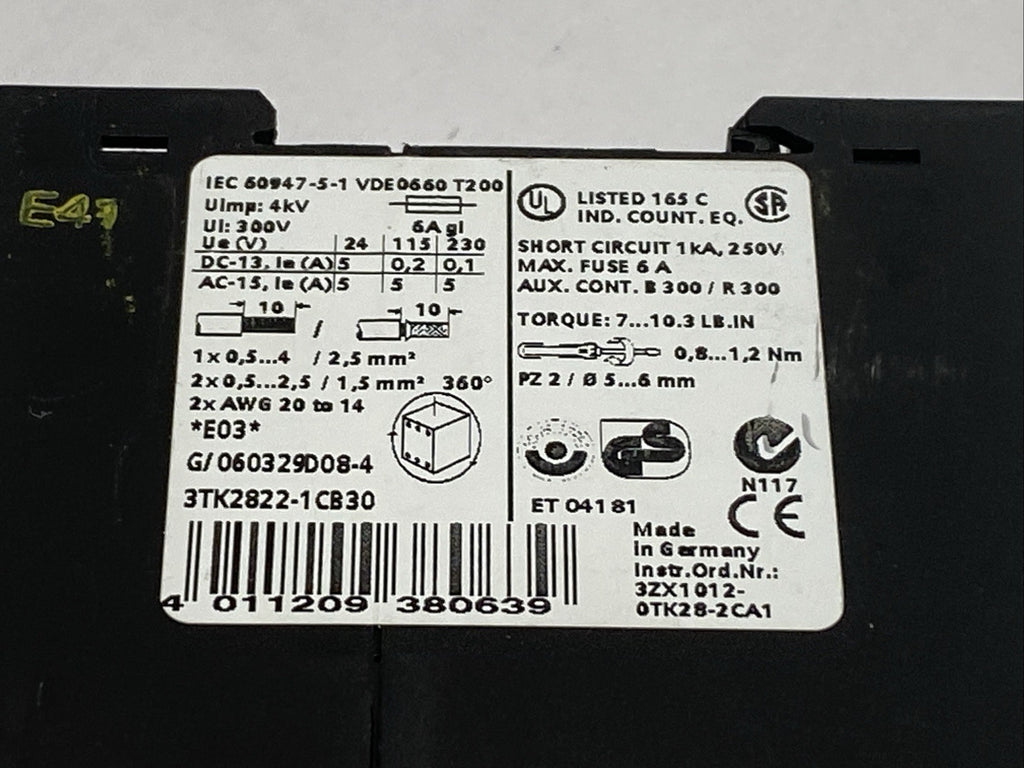 E41
IEC 60947-5-1 VDE0660 T200
UImp: 4kV
UI: 300V 6A gl
Ue (V) 24 115 230
DC-13, Ie (A) 5 0,2 0,1
AC-15, Ie (A) 5 5 5
10 / 10
1x 0,5...4 / 2,5 mm²
2x 0,5...2,5 / 1,5 mm² 360°
2x AWG 20 to 14
*E03*
G/060329D08-4
3TK2822-1CB30
4 011209 380639
UL LISTED 165 C SA
IND. CONT. EQ.
SHORT CIRCUIT 1kA, 250V
MAX. FUSE 6 A
AUX. CONT. B 300 / R 300
TORQUE: 7...10.3 LB.IN
0,8...1,2 Nm
PZ 2 / Ø 5...6 mm
GS
N117
ET 04181
CE
Made
in Germany
Instr.Ord.Nr.:
3ZX1012-
0TK28-2CA1